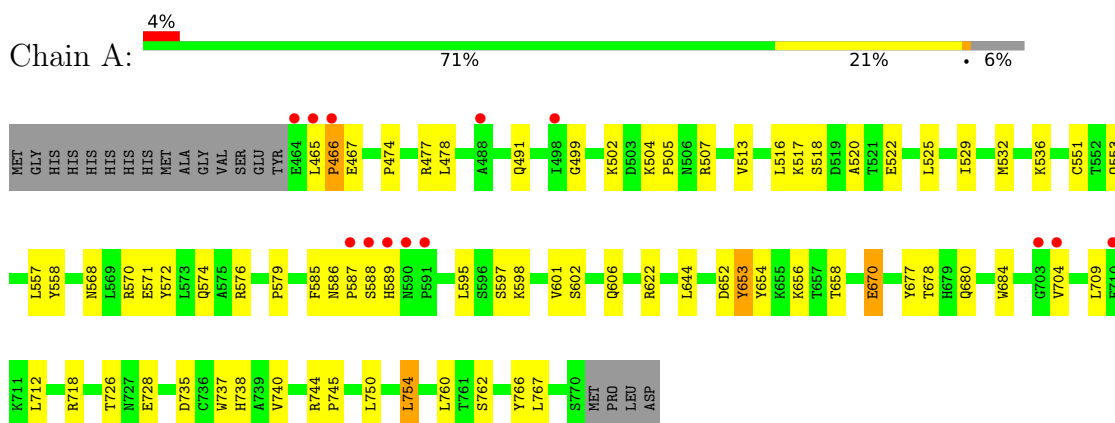 4%
Chain A:
71% 21% • 6%
MET GLY HIS HIS HIS HIS HIS HIS MET ALA GLY VAL SER GLU TYR E464 L465 P466 E467 P474 R477 L478 A488 Q491 I498 G499 K502 D503 K504 P505 N506 R507 V513 L516 K517 S518 D519 A520 T521 E522 L525 I529 M532 K536 C551 T552
L557 Y558 N568 L569 R570 E571 Y572 L573 Q574 A575 R576 P579 F585 N586 P587 S588 H589 N590 P591 L595 S596 S597 K598 V601 S602 Q606 R622 L644 D652 Y653 Y654 K655 K656 T657 T658 E670 Y677 T678 H679 Q680 W684 G703 V704 L709
K711 L712 R718 T726 N727 E728 D735 C736 W737 H738 A739 V740 R744 P745 L750 L754 L760 T761 S762 Y766 L767 S770 MET PRO LEU ASP